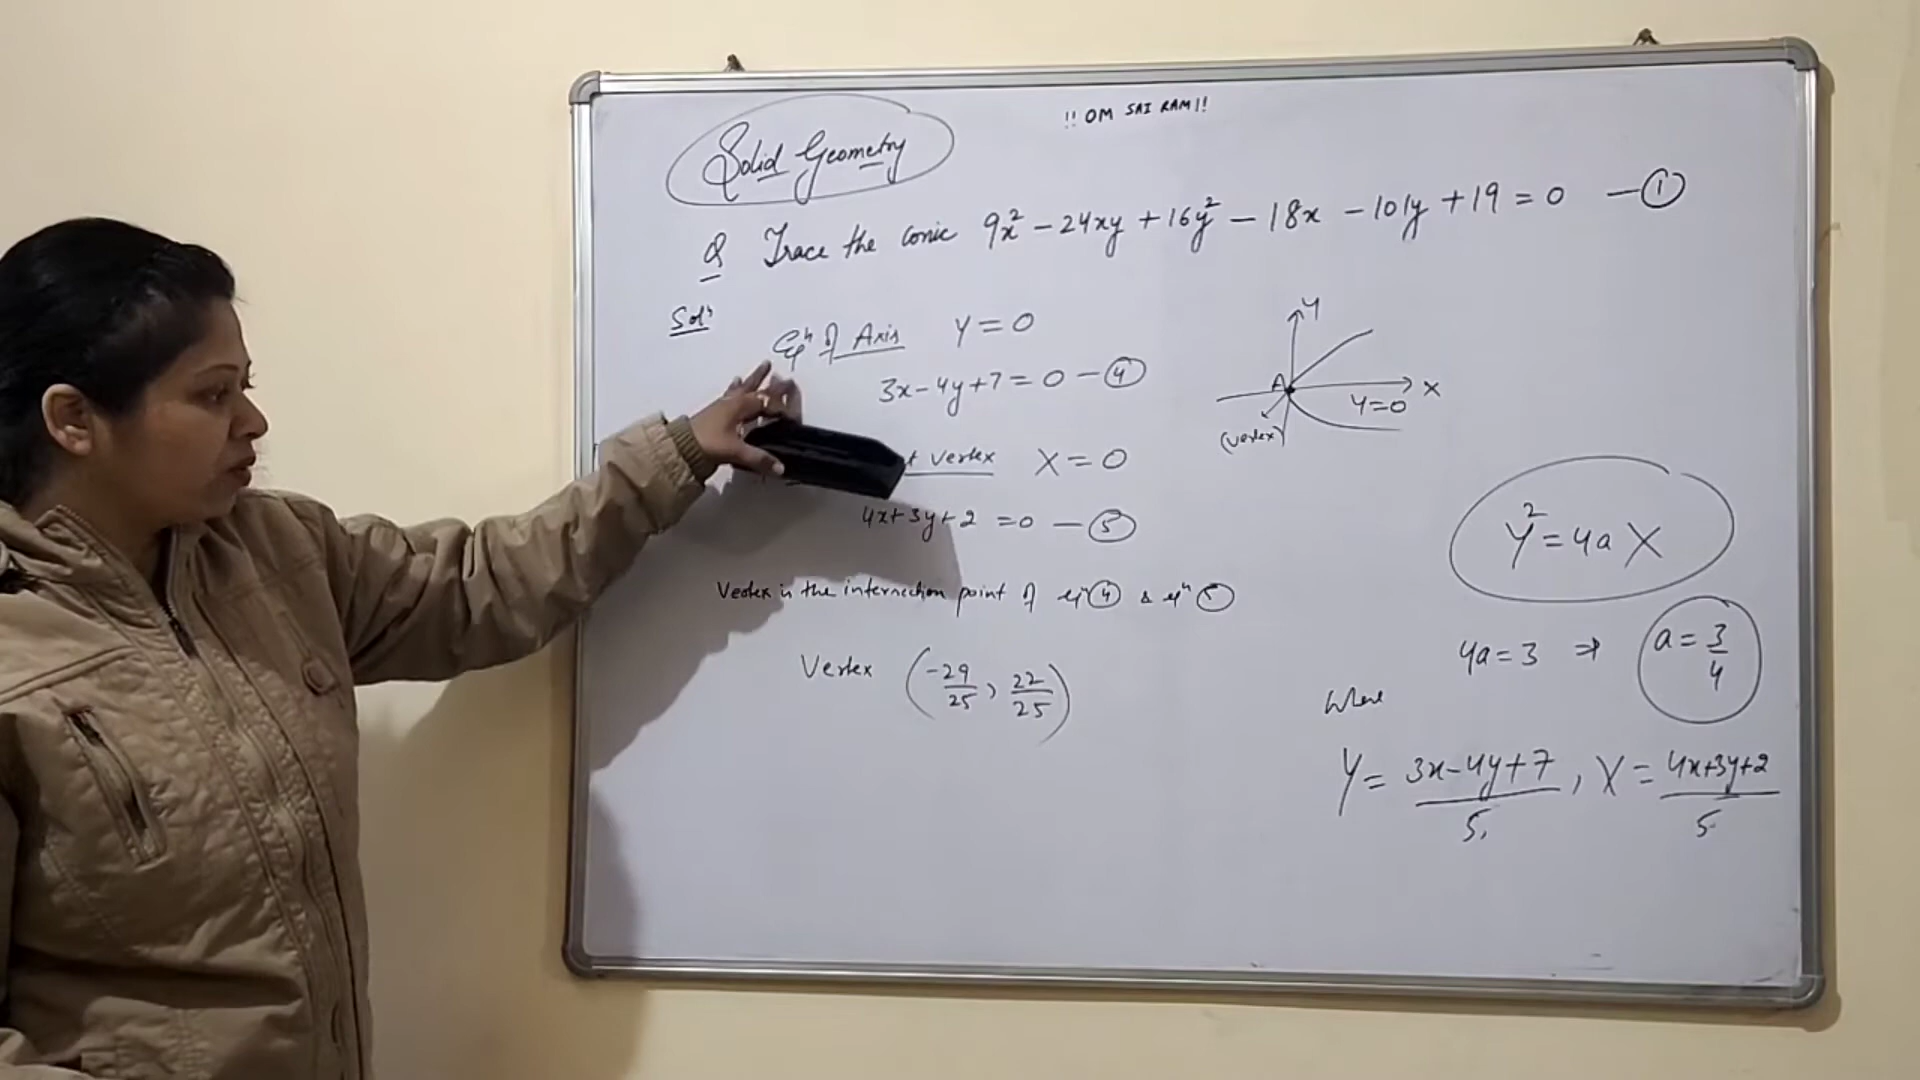 !! OM SAI RAM !!
Solid Geometry
Q Trace the conic 9x² - 24xy + 16y² - 18x - 101y + 19 = 0 - ①
Solⁿ
Eqⁿ of Axis Y = 0
3x - 4y + 7 = 0 - ④
at vertex X = 0
4x + 3y + 2 = 0 - ⑤
Vertex is the intersection point of eqⁿ ④ & eqⁿ ⑤
Vertex (-29/25, 22/25)
Y
A
X
Y=0
(vertex)
Y² = 4a X
4a = 3 ⇒ a = 3/4
Where
Y = (3x-4y+7)/5, X = (4x+3y+2)/5